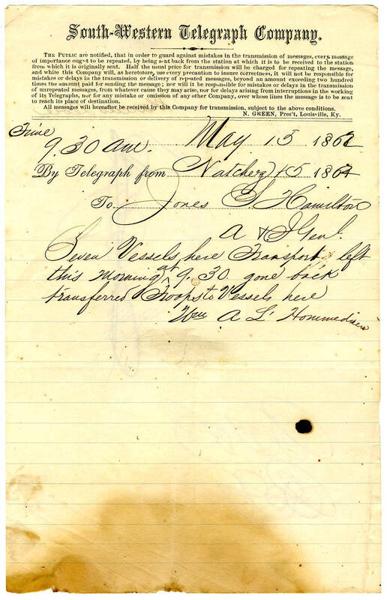 South-Western Telegraph Company.
THE PUBLIC are notified, that in order to guard against mistakes in the transmission of messages, every message
of importance ought to be repeated, by being sent back from the station at which it is to be received to the station
from which it is originally sent. Half the usual price for transmission will be charged for repeating the message,
and while this Company will, as heretofore, use every precaution to insure correctness, it will not be responsible for
mistakes or delays in the transmission or delivery of repeated messages, beyond an amount exceeding two hundred
times the amount paid for sending the message; nor will it be responsible for mistakes or delays in the transmission
of unrepeated messages, from whatever cause they may arise, nor for delays arising from interruptions in the working
of its Telegraphs, nor for any mistake or omission of any other Company, over whose lines the message is to be sent
to reach its place of destination.
All messages will hereafter be received by this Company for transmission, subject to the above conditions.
N. GREEN, Pres't, Louisville, Ky.
Time
9.30 am. May 13 1862
By Telegraph from Natchez 13 1862
To Jones S Hamilton
A & I Genl.
Seven Vessels here Transport left
this morning at 9.30 gone back
transferred Troops to Vessels here
Wm A L'Hommedieu